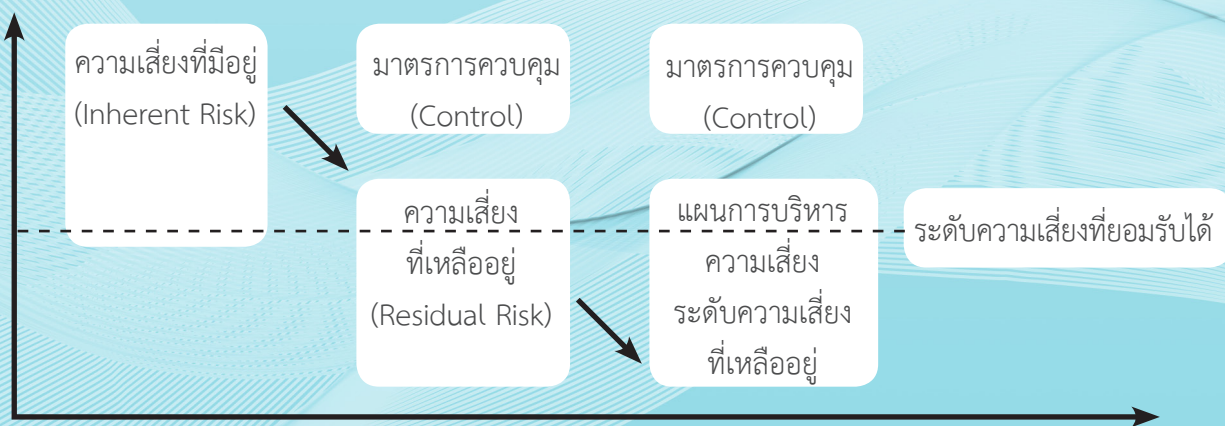 ความเสี่ยงที่มีอยู่
(Inherent Risk)
มาตรการควบคุม
(Control)
มาตรการควบคุม
(Control)
ความเสี่ยง
ที่เหลืออยู่
(Residual Risk)
แผนการบริหาร
ความเสี่ยง
ระดับความเสี่ยง
ที่เหลืออยู่
ระดับความเสี่ยงที่ยอมรับได้